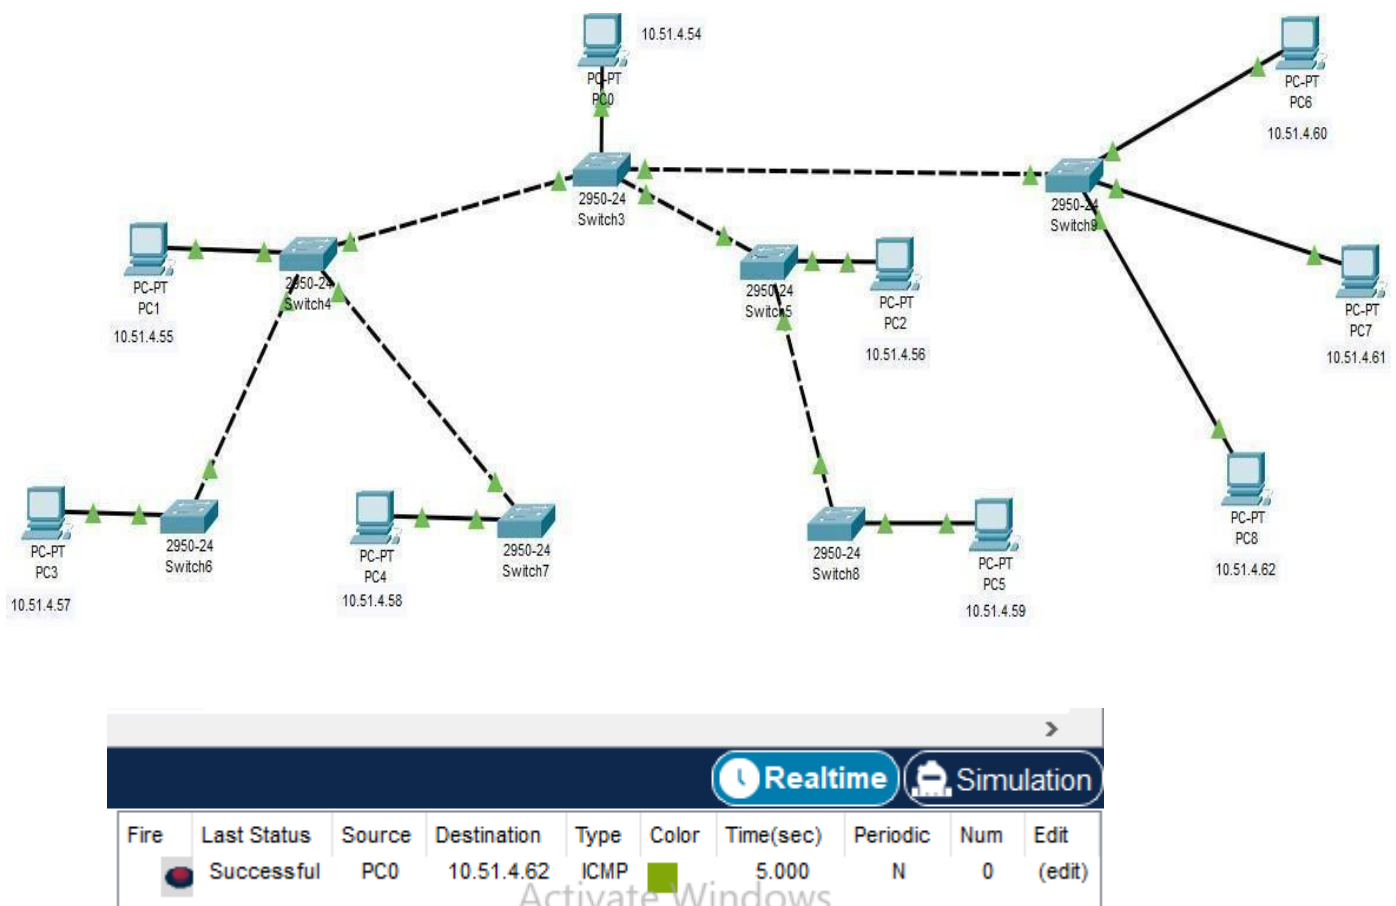 10.51.4.54
PC-PT
PC0
2950-24
Switch3
PC-PT
PC6
10.51.4.60
2950-24
Switch9
PC-PT
PC1
10.51.4.55
2950-24
Switch4
2950-24
Switch5
PC-PT
PC2
10.51.4.56
PC-PT
PC7
10.51.4.61
PC-PT
PC3
10.51.4.57
2950-24
Switch6
PC-PT
PC4
10.51.4.58
2950-24
Switch7
2950-24
Switch8
PC-PT
PC5
10.51.4.59
PC-PT
PC8
10.51.4.62
Realtime Simulation
Fire Last Status Source Destination Type Color Time(sec) Periodic Num Edit
Successful PC0 10.51.4.62 ICMP 5.000 N 0 (edit)
Activate Windows